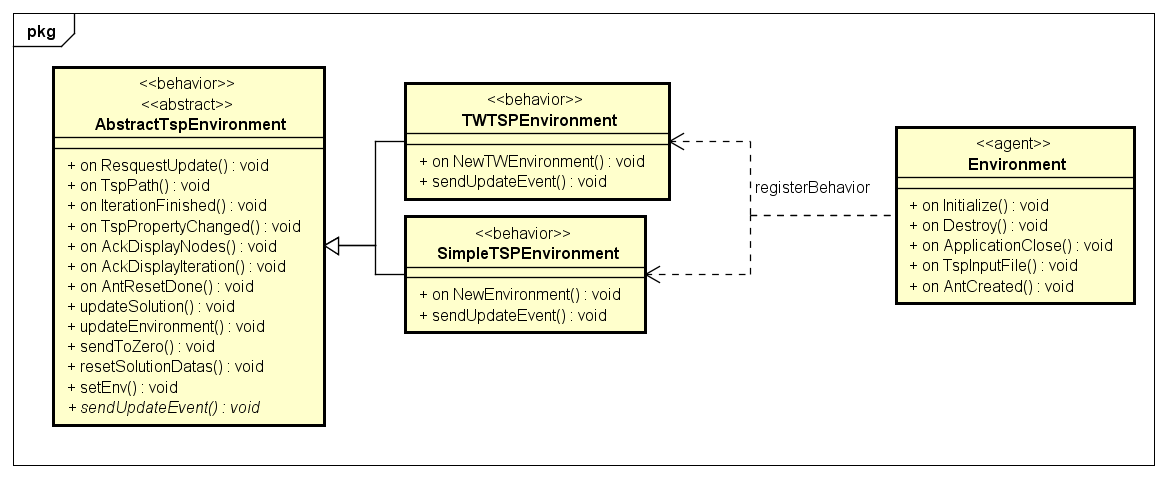 pkg
<<behavior>>
<<abstract>>
AbstractTspEnvironment
+ on ResquestUpdate() : void
+ on TspPath() : void
+ on IterationFinished() : void
+ on TspPropertyChanged() : void
+ on AckDisplayNodes() : void
+ on AckDisplayIteration() : void
+ on AntResetDone() : void
+ updateSolution() : void
+ updateEnvironment() : void
+ sendToZero() : void
+ resetSolutionDatas() : void
+ setEnv() : void
+ sendUpdateEvent() : void
<<behavior>>
TWTSPEnvironment
+ on NewTWEnvironment() : void
+ sendUpdateEvent() : void
<<behavior>>
SimpleTSPEnvironment
+ on NewEnvironment() : void
+ sendUpdateEvent() : void
registerBehavior
<<agent>>
Environment
+ on Initialize() : void
+ on Destroy() : void
+ on ApplicationClose() : void
+ on TspInputFile() : void
+ on AntCreated() : void